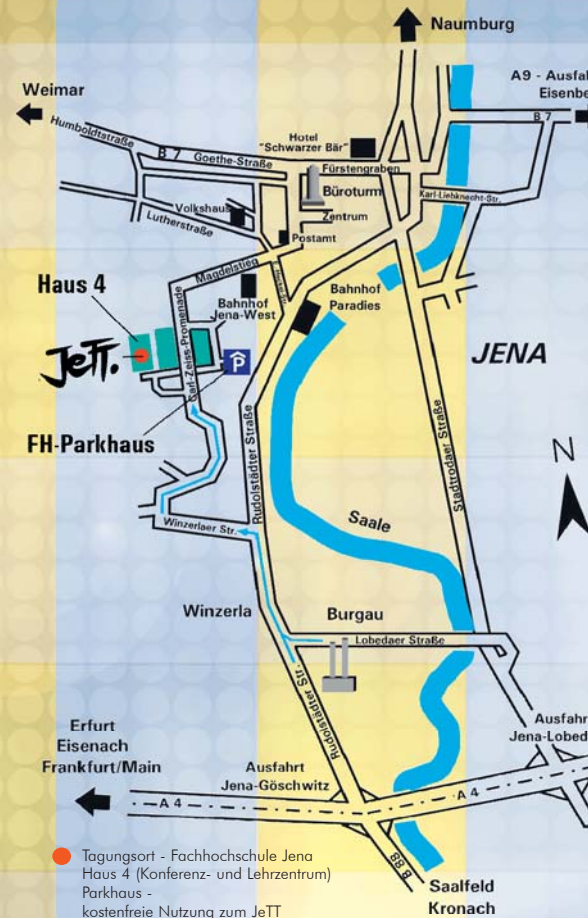 Naumburg
A9 - Ausfah
Eisenbe
Weimar
Humboldtstraße
B 7 Goethe-Straße
B 7
Hotel
"Schwarzer Bär"
Fürstengraben
Karl-Liebknecht-Str.
Büroturm
Volkshaus
Zentrum
Lutherstraße
Postamt
Magdelstieg
Haus 4
Bahnhof
Jena-West
Bahnhof
Paradies
JeTT.
Carl-Zeiss-Promenade
P
JENA
FH-Parkhaus
Rudolstädter Straße
Stadtrodaer Straße
N
Saale
Winzerlaer Str.
Winzerla
Burgau
Lobedaer Straße
Rudolstädter Str.
Erfurt
Eisenach
Frankfurt/Main
Ausfahrt
Jena-Göschwitz
Ausfahr
Jena-Lobed
A 4
A 4
B 88
Saalfeld
Kronach
Tagungsort - Fachhochschule Jena
Haus 4 (Konferenz- und Lehrzentrum)
Parkhaus -
kostenfreie Nutzung zum JeTT